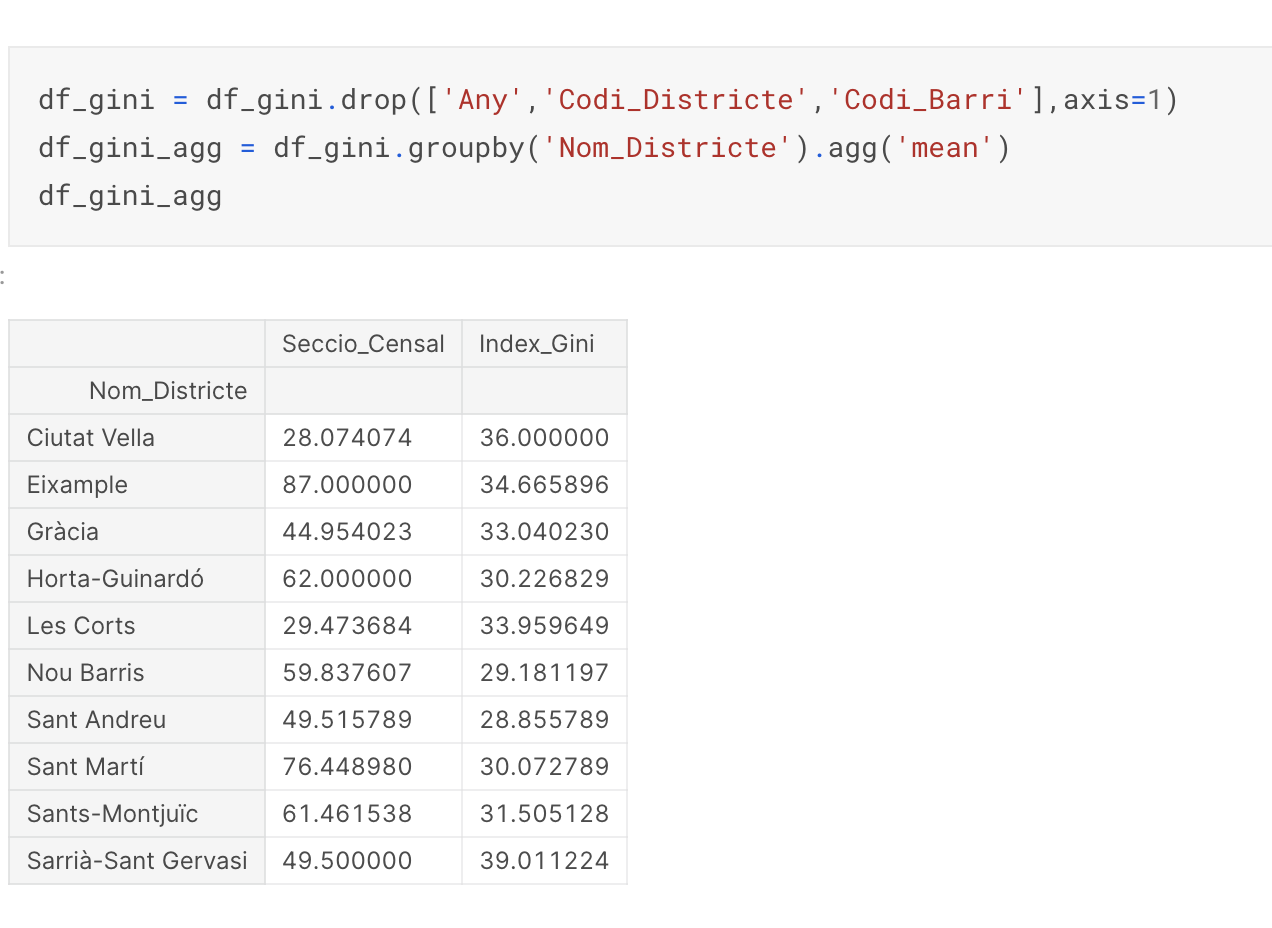 df_gini = df_gini.drop(['Any','Codi_Districte','Codi_Barri'],axis=1)
df_gini_agg = df_gini.groupby('Nom_Districte').agg('mean')
df_gini_agg
:
Seccio_Censal Index_Gini
Nom_Districte
Ciutat Vella 28.074074 36.000000
Eixample 87.000000 34.665896
Gràcia 44.954023 33.040230
Horta-Guinardó 62.000000 30.226829
Les Corts 29.473684 33.959649
Nou Barris 59.837607 29.181197
Sant Andreu 49.515789 28.855789
Sant Martí 76.448980 30.072789
Sants-Montjuïc 61.461538 31.505128
Sarrià-Sant Gervasi 49.500000 39.011224